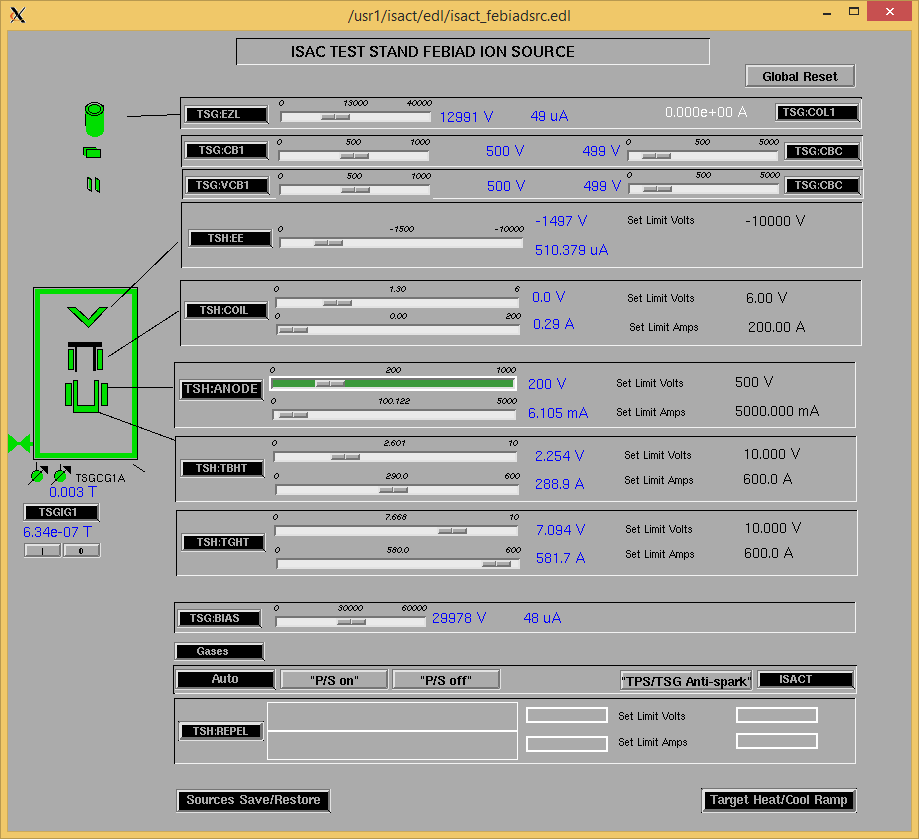 /usr1/isact/edl/isact_febiadsrc.edl
ISAC TEST STAND FEBIAD ION SOURCE
Global Reset
TSG:EZL 0 13000 40000 12991 V 49 uA 0.000e+00 A TSG:COL1
TSG:CB1 0 500 1000 500 V 499 V 0 500 5000 TSG:CBC
TSG:VCB1 0 500 1000 500 V 499 V 0 500 5000 TSG:CBC
-1497 V Set Limit Volts -10000 V
TSH:EE 0 -1500 -10000
510.379 uA
0 1.30 6 0.0 V Set Limit Volts 6.00 V
TSH:COIL
0 0.00 200 0.29 A Set Limit Amps 200.00 A
0 200 1000 200 V Set Limit Volts 500 V
TSH:ANODE
0 100.122 5000 6.105 mA Set Limit Amps 5000.000 mA
0 2.601 10 2.254 V Set Limit Volts 10.000 V
TSH:TBHT
0 290.0 600 288.9 A Set Limit Amps 600.0 A
TSGCG1A
0.003 T
TSGIG1
6.34e-07 T
I 0
0 7.668 10 7.094 V Set Limit Volts 10.000 V
TSH:TGHT
0 580.0 600 581.7 A Set Limit Amps 600.0 A
TSG:BIAS 0 30000 60000 29978 V 48 uA
Gases
Auto "P/S on" "P/S off" "TPS/TSG Anti-spark" ISACT
Set Limit Volts
TSH:REPEL
Set Limit Amps
Sources Save/Restore Target Heat/Cool Ramp